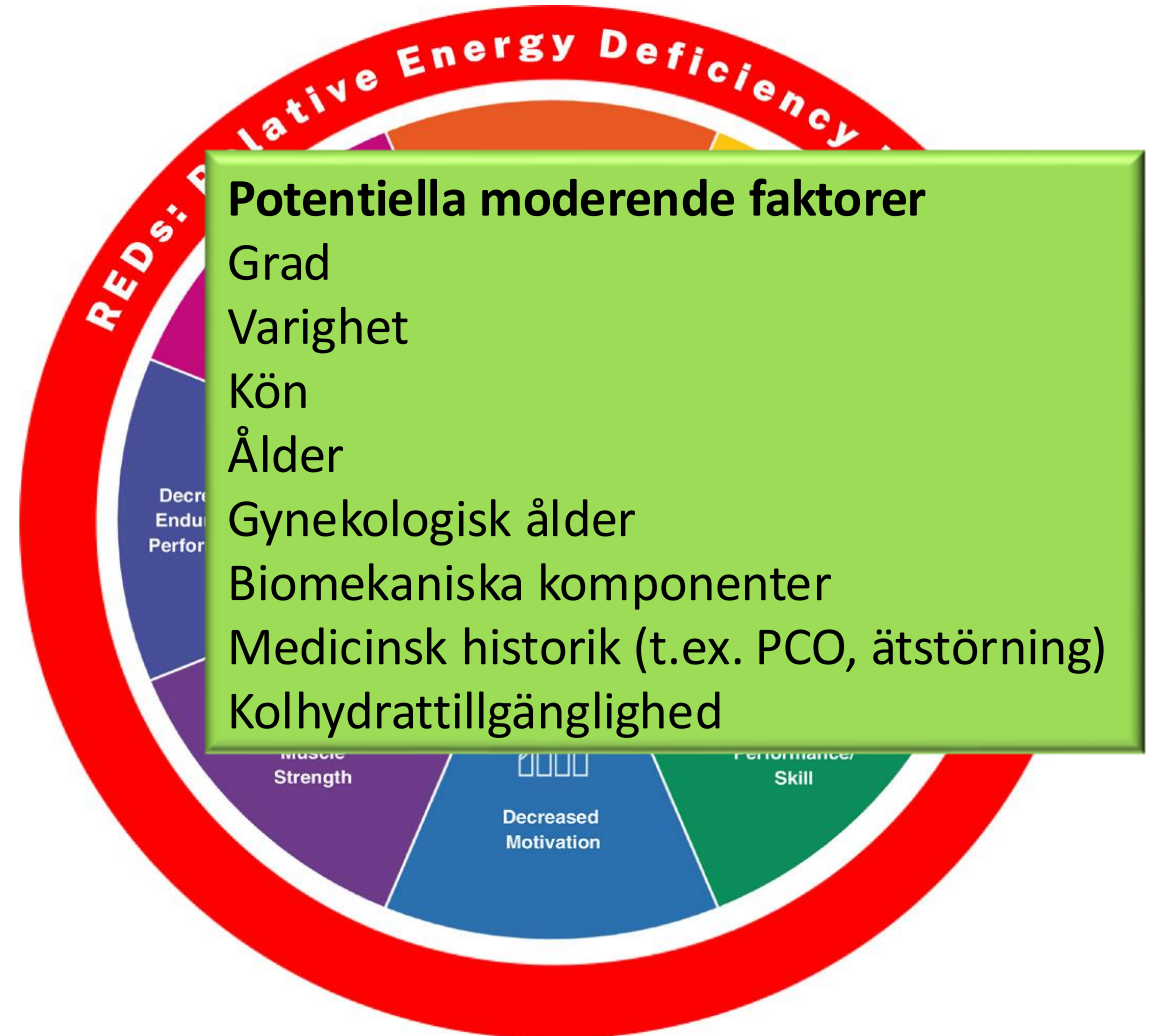 REDs: Relative Energy Deficiency
Potentiella moderende faktorer
Grad
Varighet
Kön
Ålder
Gynekologisk ålder
Biomekaniska komponenter
Medicinsk historik (t.ex. PCO, ätstörning)
Kolhydrattillgänglighed
Muscle
Strength
Decreased
Motivation
Performance/
Skill